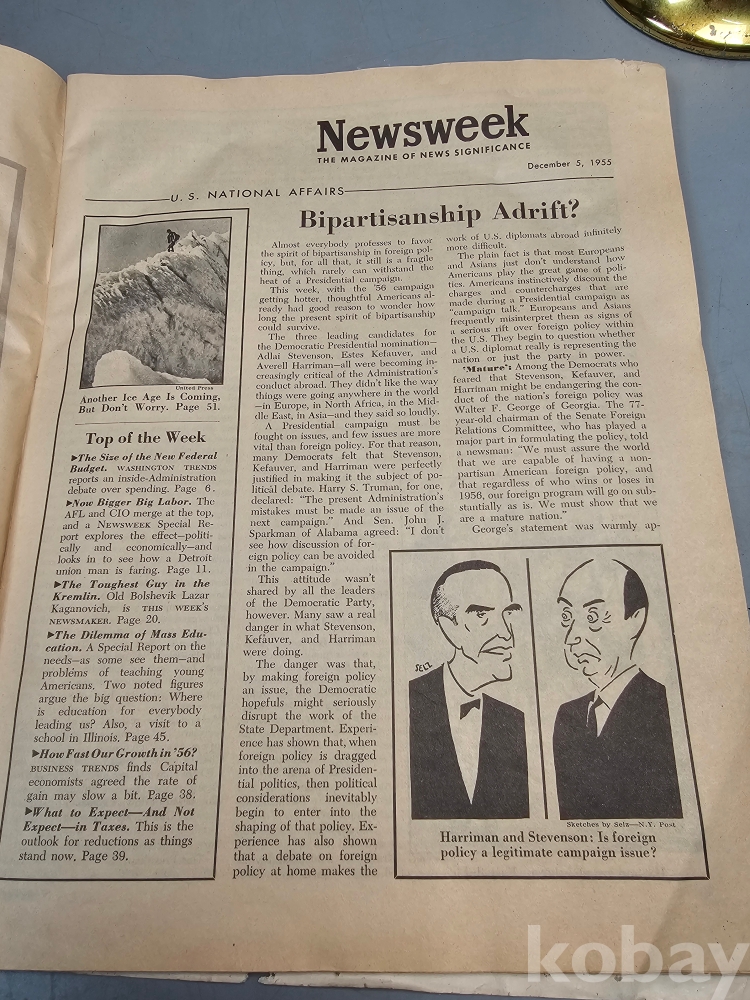 Newsweek
THE MAGAZINE OF NEWS SIGNIFICANCE
December 5, 1955
U. S. NATIONAL AFFAIRS
United Press
Another Ice Age Is Coming,
But Don't Worry. Page 51.
Top of the Week
►The Size of the New Federal
Budget. WASHINGTON TRENDS
reports an inside-Administration
debate over spending. Page 6.
►Now Bigger Big Labor. The
AFL and CIO merge at the top,
and a NEWSWEEK Special Re-
port explores the effect—politi-
cally and economically—and
looks in to see how a Detroit
union man is faring. Page 11.
►The Toughest Guy in the
Kremlin. Old Bolshevik Lazar
Kaganovich, is THIS WEEK'S
NEWSMAKER. Page 20.
►The Dilemma of Mass Edu-
cation. A Special Report on the
needs—as some see them—and
problems of teaching young
Americans. Two noted figures
argue the big question: Where
is education for everybody
leading us? Also, a visit to a
school in Illinois. Page 45.
►How Fast Our Growth in '56?
BUSINESS TRENDS finds Capital
economists agreed the rate of
gain may slow a bit. Page 38.
►What to Expect—And Not
Expect—in Taxes. This is the
outlook for reductions as things
stand now. Page 39.
Bipartisanship Adrift?
Almost everybody professes to favor
the spirit of bipartisanship in foreign pol-
icy, but, for all that, it still is a fragile
thing, which rarely can withstand the
heat of a Presidential campaign.
This week, with the '56 campaign
getting hotter, thoughtful Americans al-
ready had good reason to wonder how
long the present spirit of bipartisanship
could survive.
The three leading candidates for
the Democratic Presidential nomination—
Adlai Stevenson, Estes Kefauver, and
Averell Harriman—all were becoming in-
creasingly critical of the Administration's
conduct abroad. They didn't like the way
things were going anywhere in the world
—in Europe, in North Africa, in the Mid-
dle East, in Asia—and they said so loudly.
A Presidential campaign must be
fought on issues, and few issues are more
vital than foreign policy. For that reason,
many Democrats felt that Stevenson,
Kefauver, and Harriman were perfectly
justified in making it the subject of po-
litical debate. Harry S. Truman, for one,
declared: "The present Administration's
mistakes must be made an issue of the
next campaign." And Sen. John J.
Sparkman of Alabama agreed: "I don't
see how discussion of for-
eign policy can be avoided
in the campaign."
This attitude wasn't
shared by all the leaders
of the Democratic Party,
however. Many saw a real
danger in what Stevenson,
Kefauver, and Harriman
were doing.
The danger was that,
by making foreign policy
an issue, the Democratic
hopefuls might seriously
disrupt the work of the
State Department. Experi-
ence has shown that, when
foreign policy is dragged
into the arena of Presiden-
tial politics, then political
considerations inevitably
begin to enter into the
shaping of that policy. Ex-
perience has also shown
that a debate on foreign
policy at home makes the
work of U.S. diplomats abroad infinitely
more difficult.
The plain fact is that most Europeans
and Asians just don't understand how
Americans play the great game of poli-
tics. Americans instinctively discount the
charges and countercharges that are
made during a Presidential campaign as
"campaign talk." Europeans and Asians
frequently misinterpret them as signs of
a serious rift over foreign policy within
the U.S. They begin to question whether
a U.S. diplomat really is representing the
nation or just the party in power.
'Mature': Among the Democrats who
feared that Stevenson, Kefauver, and
Harriman might be endangering the con-
duct of the nation's foreign policy was
Walter F. George of Georgia. The 77-
year-old chairman of the Senate Foreign
Relations Committee, who has played a
major part in formulating the policy, told
a newsman: "We must assure the world
that we are capable of having a non-
partisan American foreign policy, and
that regardless of who wins or loses in
1956, our foreign program will go on sub-
stantially as is. We must show that we
are a mature nation."
George's statement was warmly ap-
SELZ
Sketches by Selz—N.Y. Post
Harriman and Stevenson: Is foreign
policy a legitimate campaign issue?
kobay